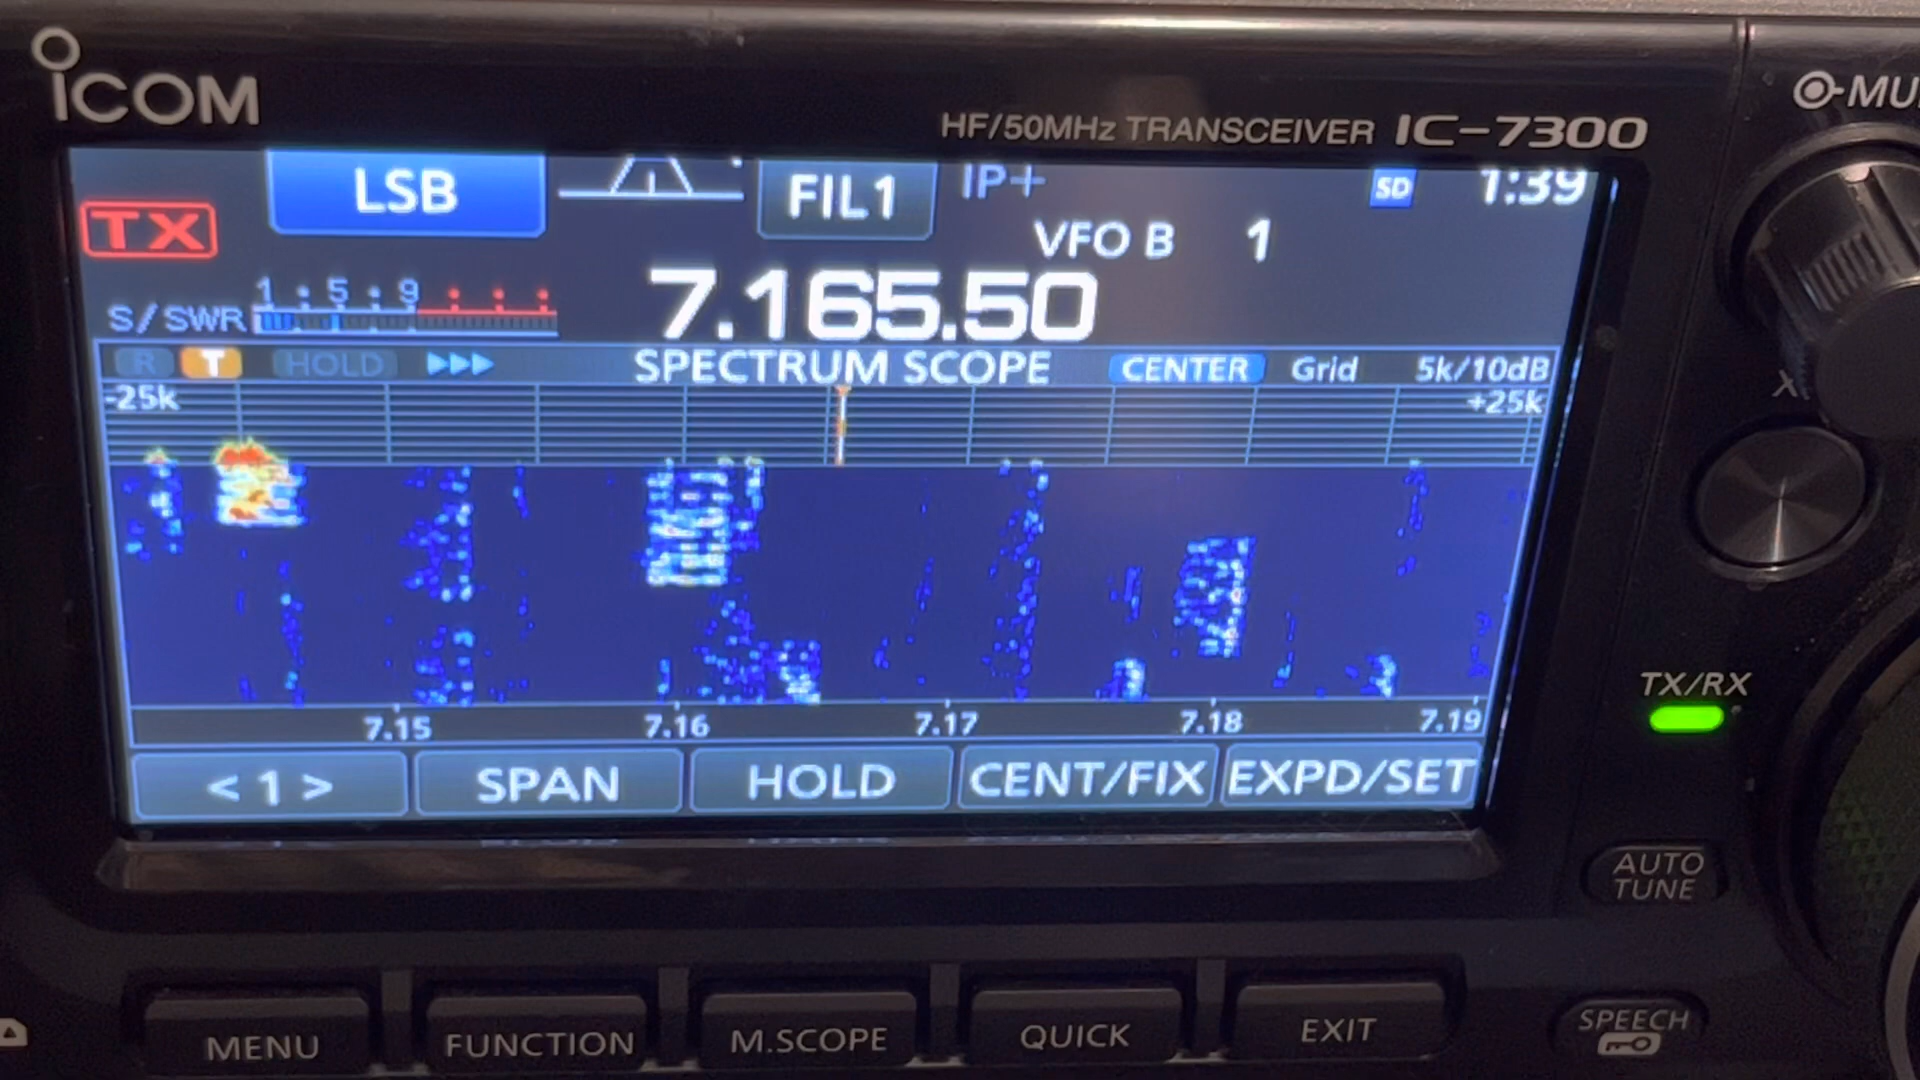 ICOM
HF/50MHz TRANSCEIVER IC-7300
TX
LSB
FIL1
IP+
SD
1:39
VFO B 1
1 5 9
S/SWR
7.165.50
R T HOLD SPECTRUM SCOPE CENTER Grid 5k/10dB
-25k +25k
7.15 7.16 7.17 7.18 7.19
< 1 > SPAN HOLD CENT/FIX EXPD/SET
TX/RX
AUTO
TUNE
MENU FUNCTION M.SCOPE QUICK EXIT
SPEECH